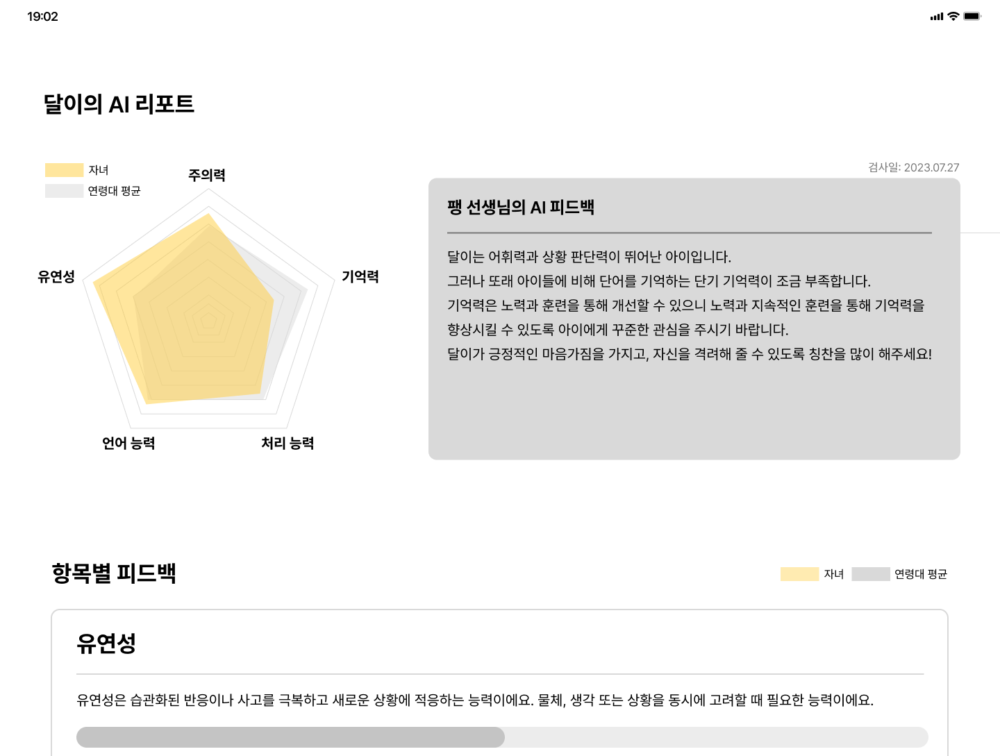 19:02
달이의 AI 리포트
자녀
연령대 평균
주의력
유연성
기억력
언어 능력
처리 능력
검사일: 2023.07.27
팽 선생님의 AI 피드백
달이는 어휘력과 상황 판단력이 뛰어난 아이입니다.
그러나 또래 아이들에 비해 단어를 기억하는 단기 기억력이 조금 부족합니다.
기억력은 노력과 훈련을 통해 개선할 수 있으니 노력과 지속적인 훈련을 통해 기억력을
향상시킬 수 있도록 아이에게 꾸준한 관심을 주시기 바랍니다.
달이가 긍정적인 마음가짐을 가지고, 자신을 격려해 줄 수 있도록 칭찬을 많이 해주세요!
항목별 피드백
자녀
연령대 평균
유연성
유연성은 습관화된 반응이나 사고를 극복하고 새로운 상황에 적응하는 능력이에요. 물체, 생각 또는 상황을 동시에 고려할 때 필요한 능력이에요.